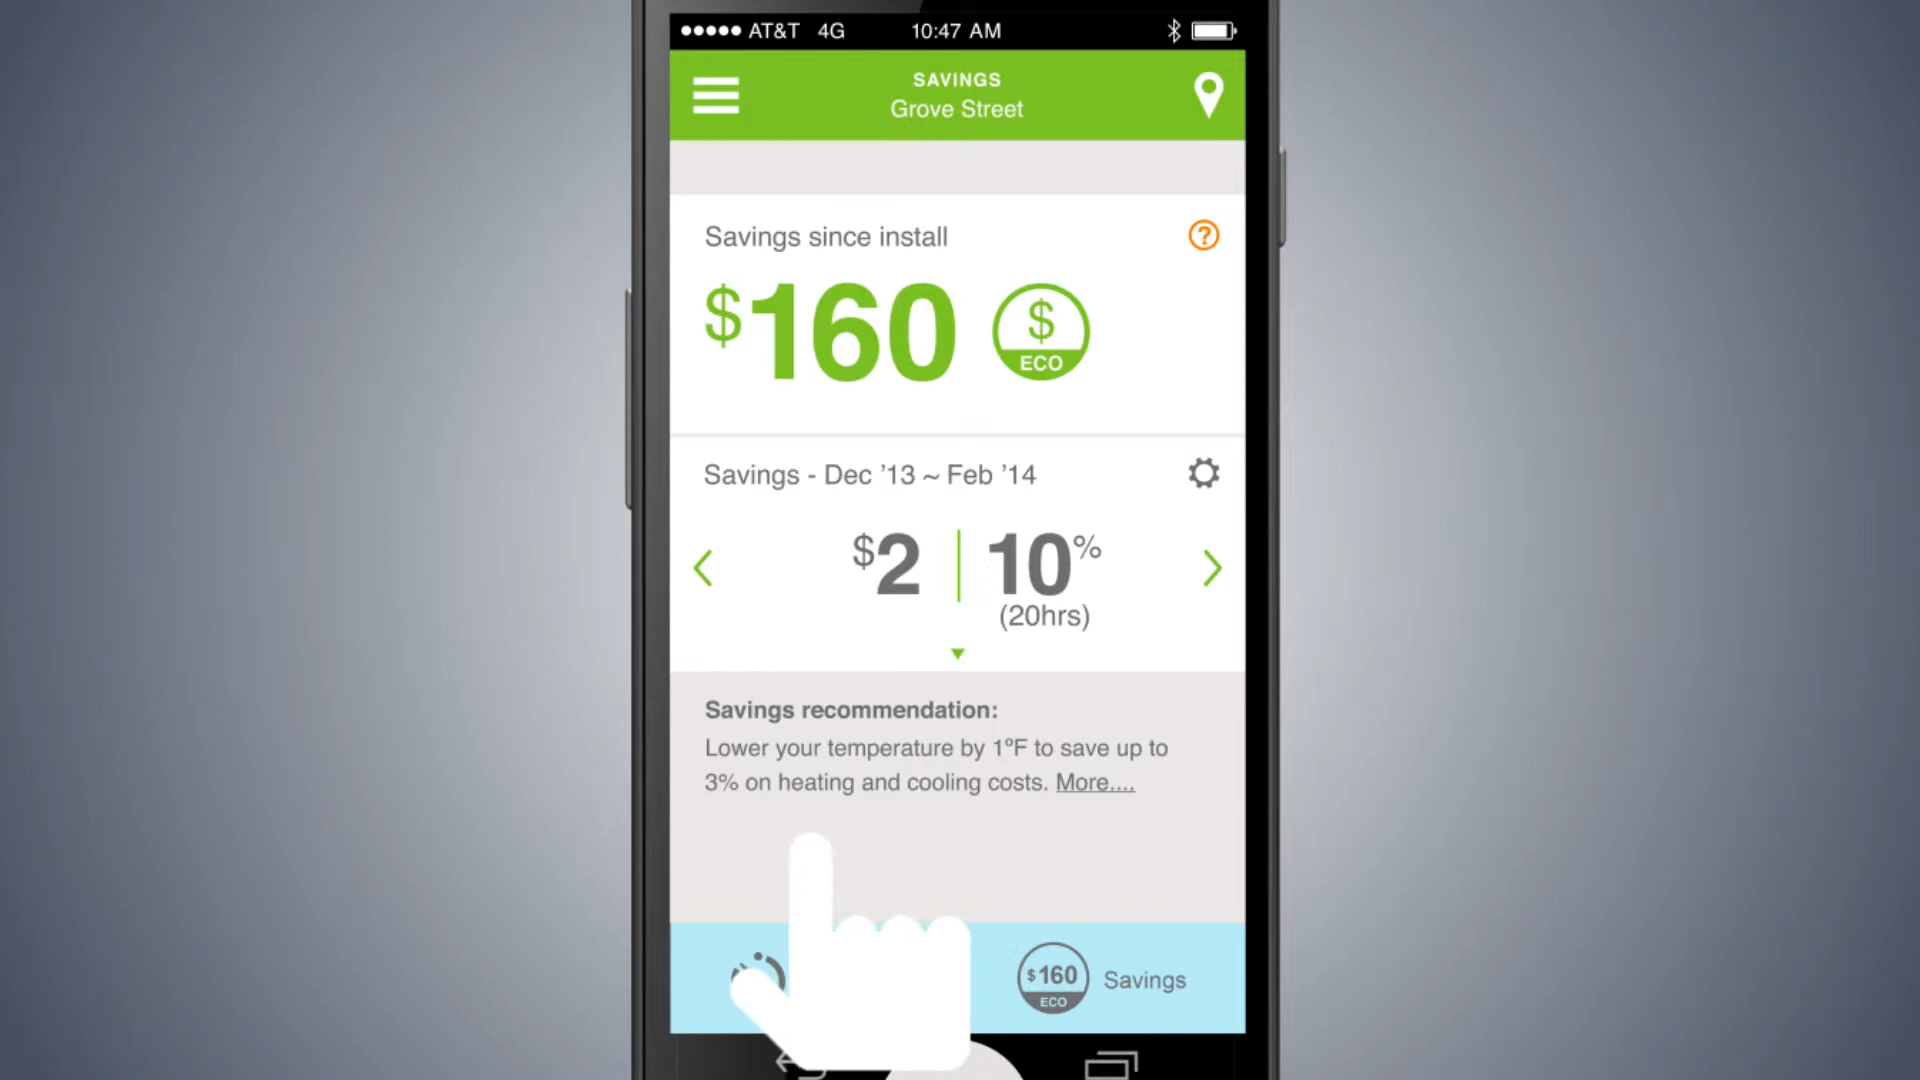 AT&T 4G 10:47 AM
SAVINGS
Grove Street
Savings since install
?
$160
$
ECO
Savings - Dec ’13 ~ Feb ’14
$2 | 10%
(20hrs)
Savings recommendation:
Lower your temperature by 1ºF to save up to
3% on heating and cooling costs. More....
$160
ECO
Savings